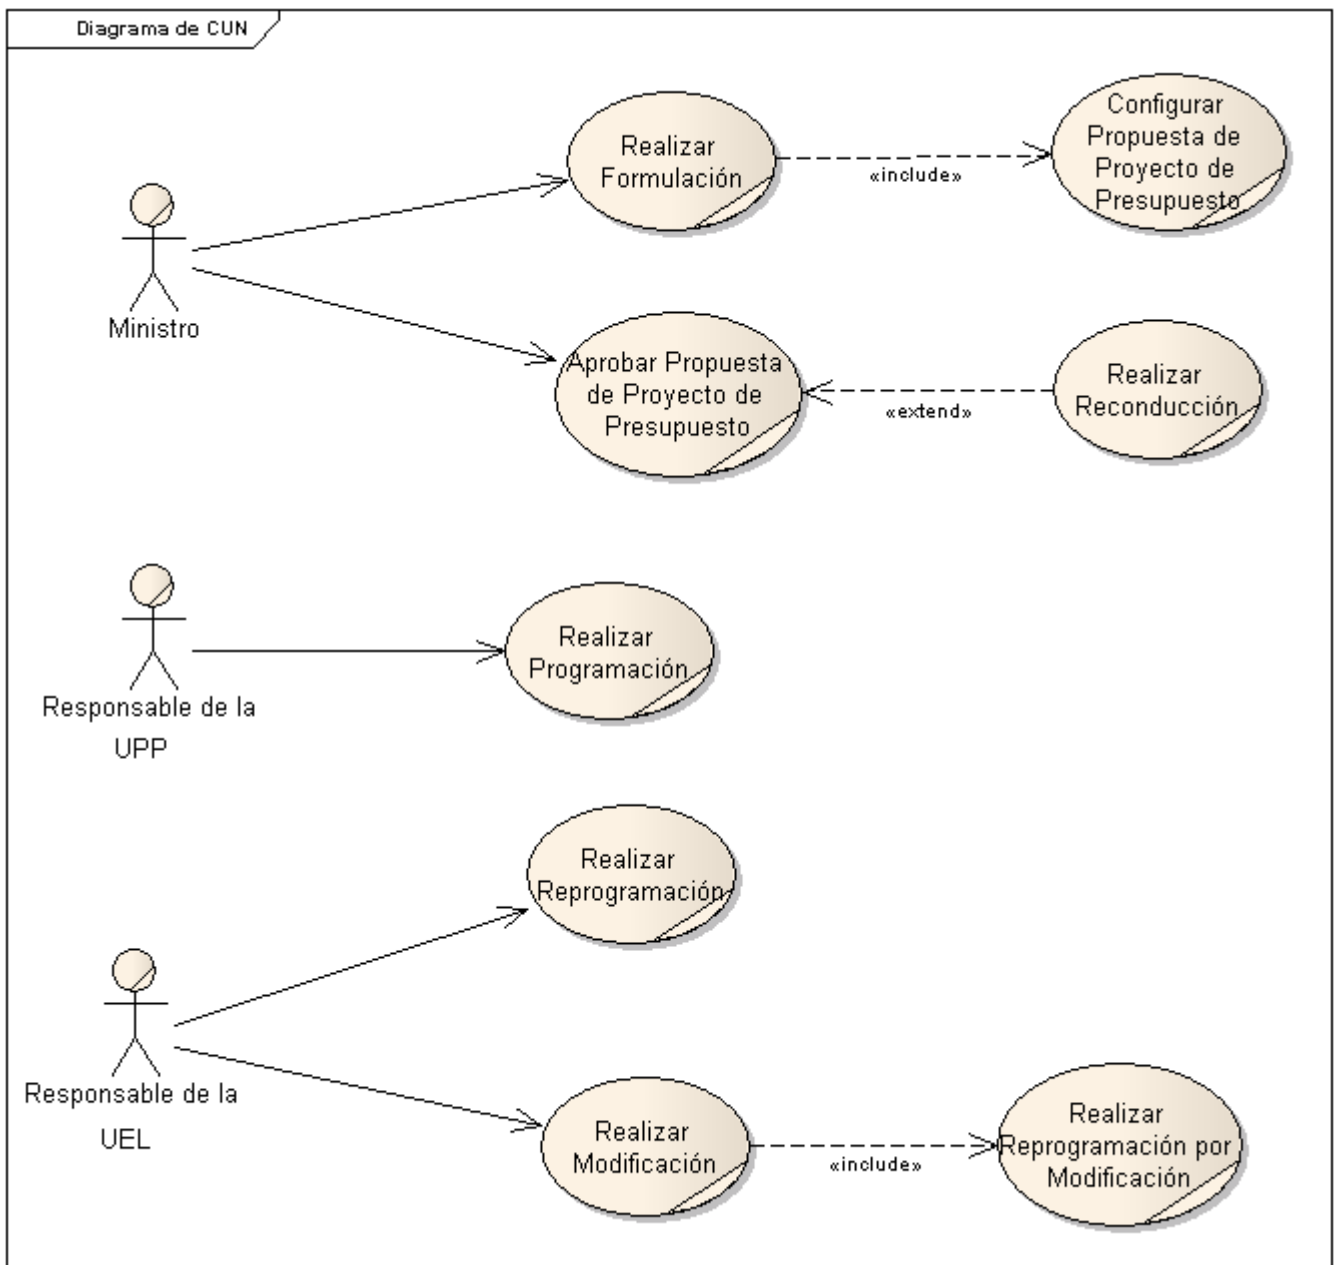 Diagrama de CUN
Realizar
Formulación
«include»
Configurar
Propuesta de
Proyecto de
Presupuesto
Ministro
Aprobar Propuesta
de Proyecto de
Presupuesto
«extend»
Realizar
Reconducción
Responsable de la
UPP
Realizar
Programación
Realizar
Reprogramación
Responsable de la
UEL
Realizar
Modificación
«include»
Realizar
Reprogramación por
Modificación